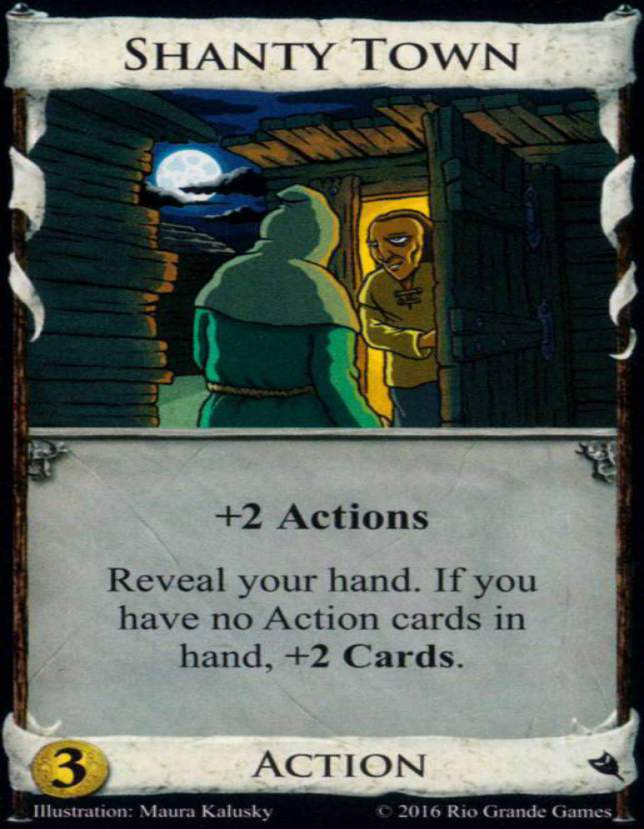 SHANTY TOWN
+2 Actions
Reveal your hand. If you
have no Action cards in
hand, +2 Cards.
3
ACTION
Illustration: Maura Kalusky
© 2016 Rio Grande Games